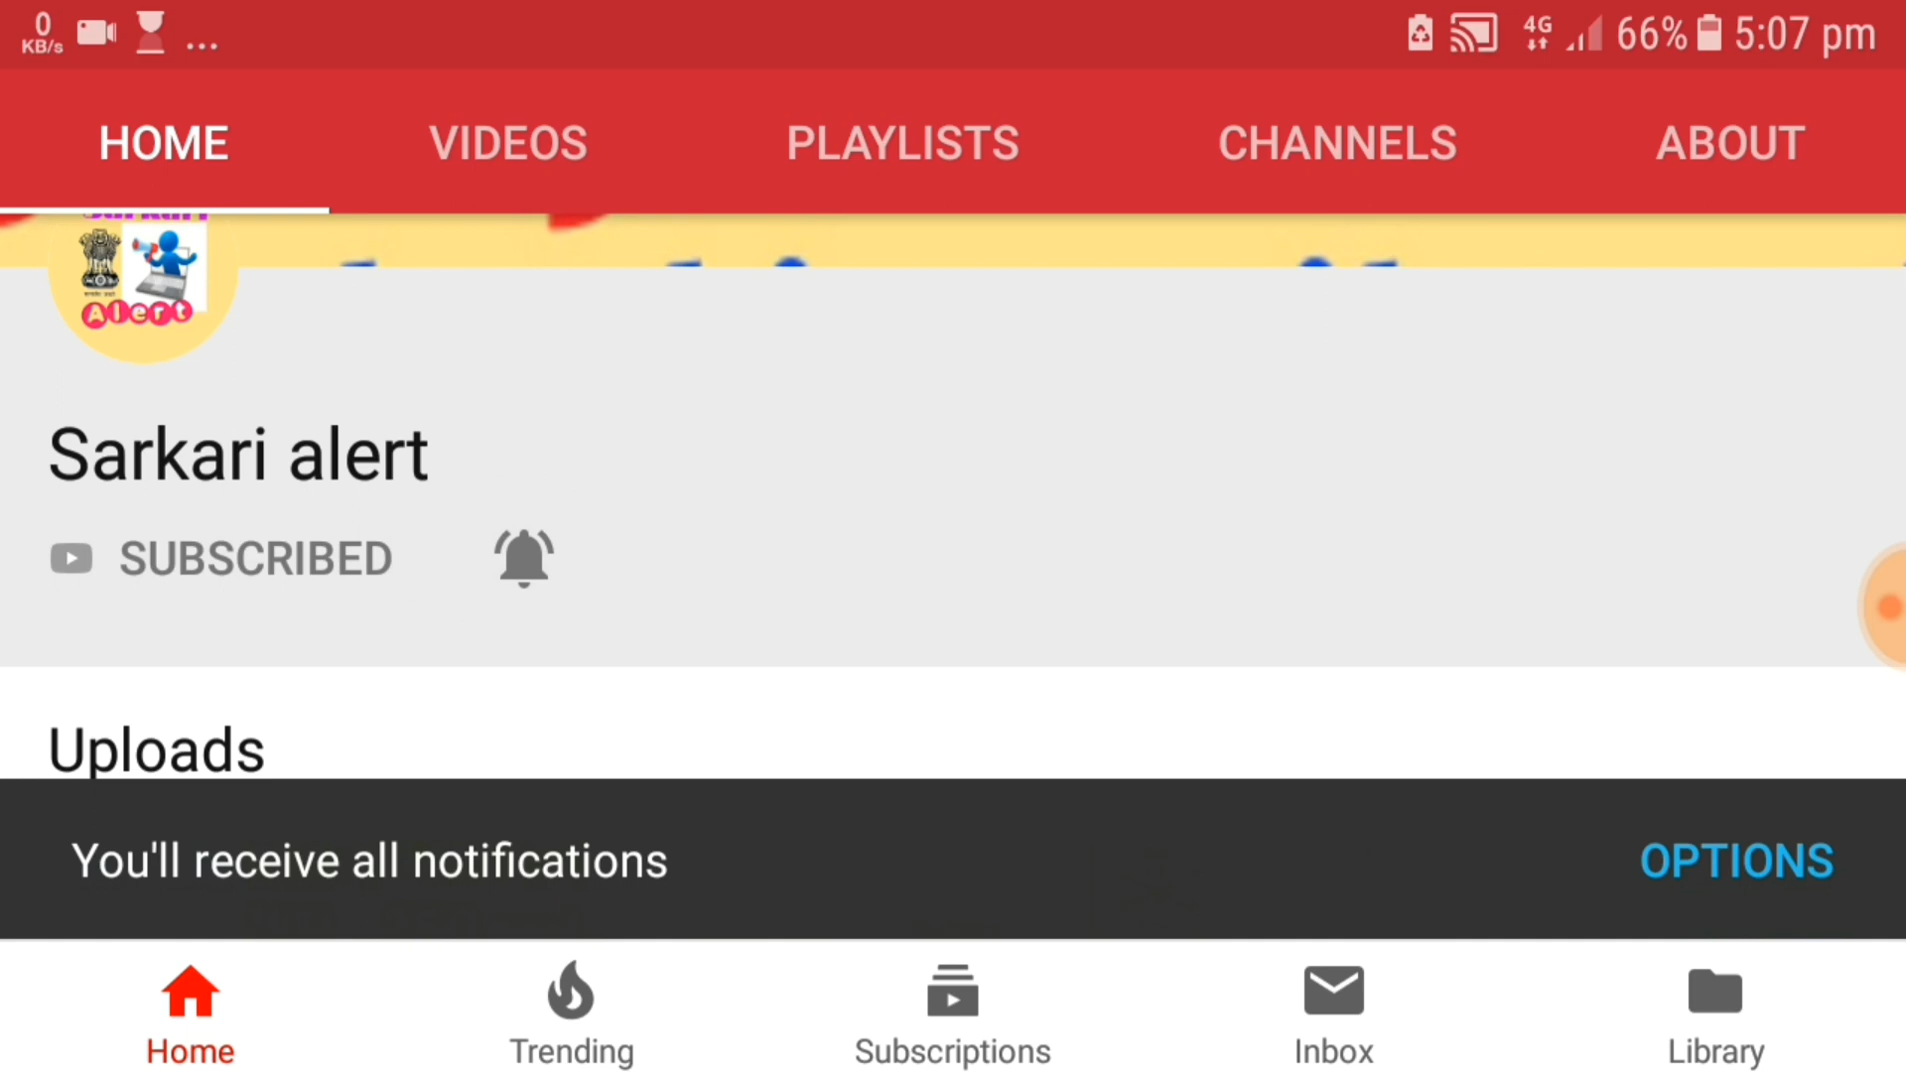 0
KB/s
...
4G
66%
5:07 pm
HOME
VIDEOS
PLAYLISTS
CHANNELS
ABOUT
Alert
Sarkari alert
SUBSCRIBED
Uploads
You'll receive all notifications
OPTIONS
Home
Trending
Subscriptions
Inbox
Library